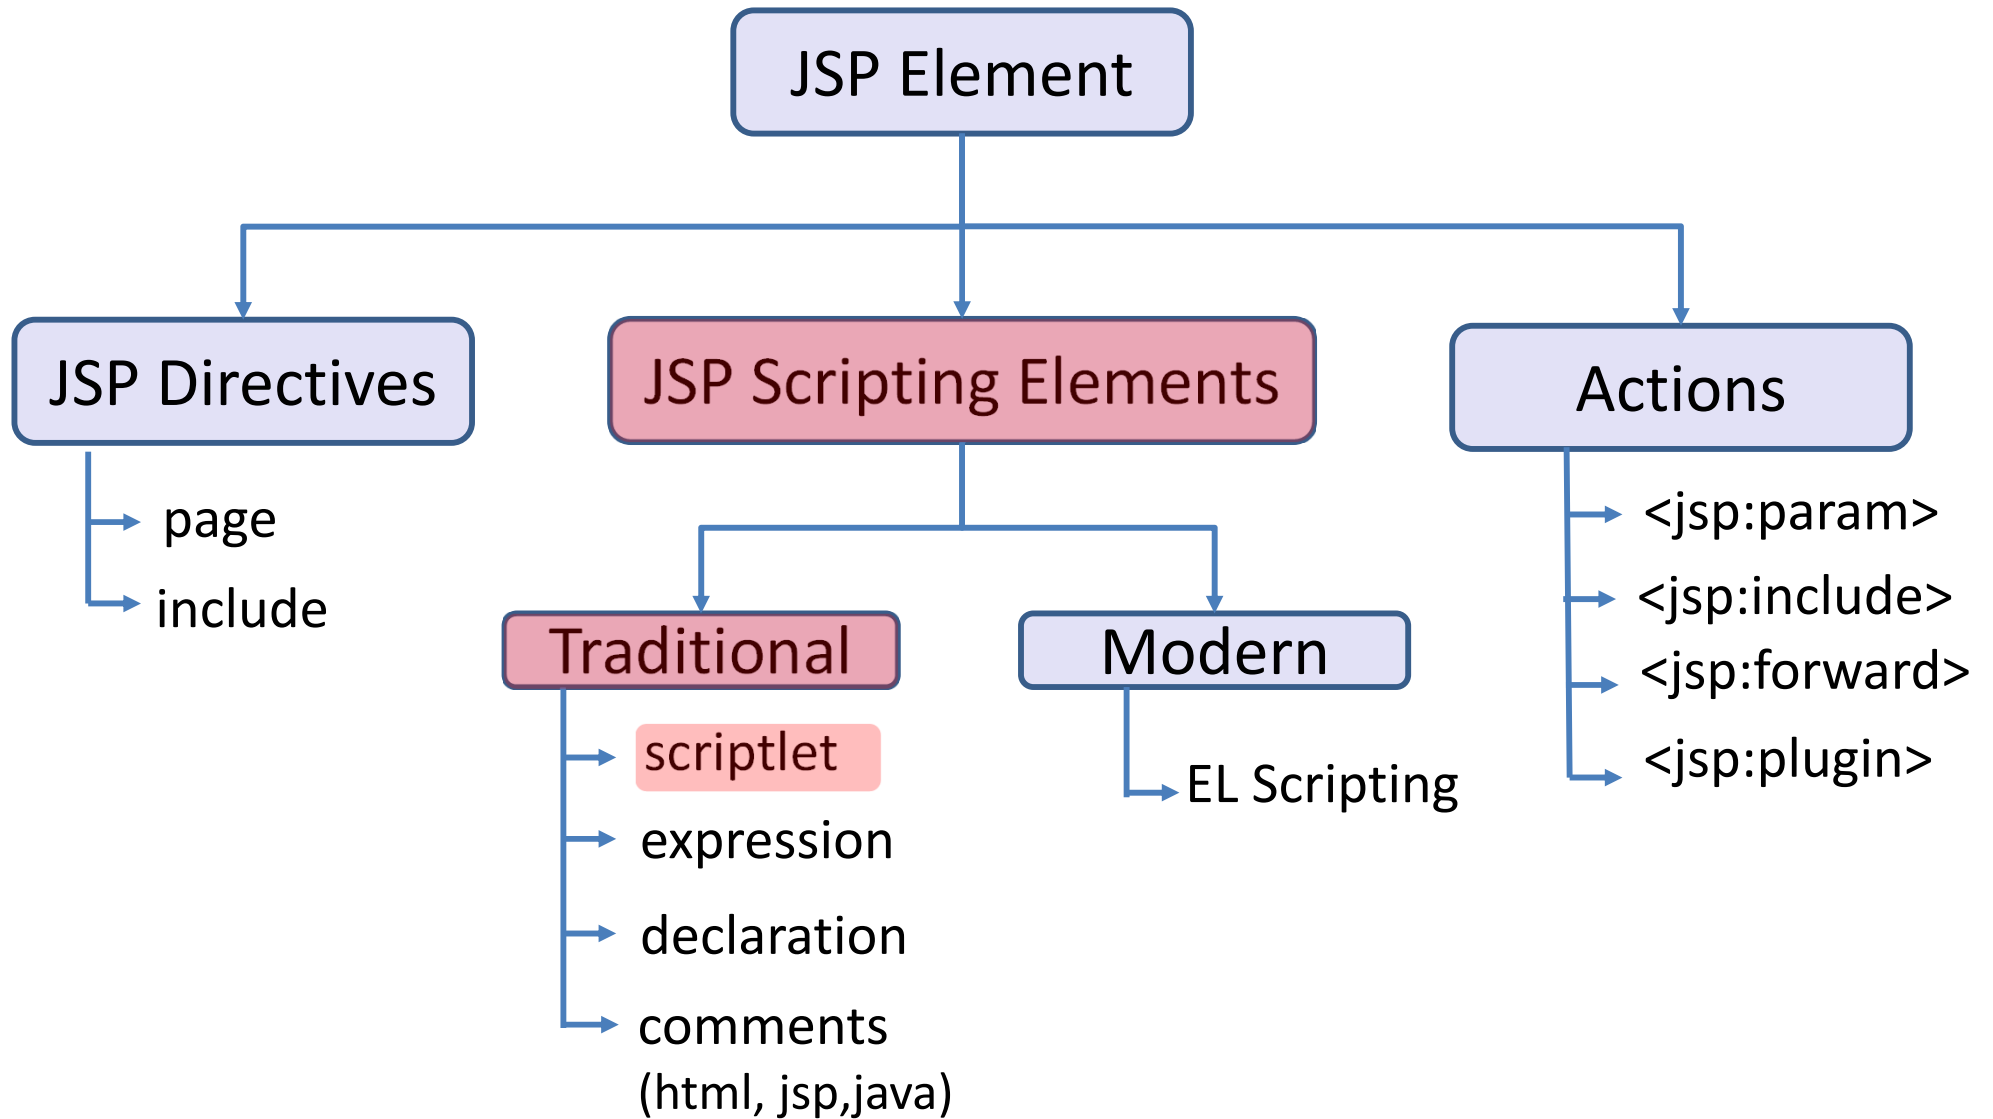 JSP Element
JSP Directives
page
include
JSP Scripting Elements
Traditional
scriptlet
expression
declaration
comments
(html, jsp,java)
Modern
EL Scripting
Actions
<jsp:param>
<jsp:include>
<jsp:forward>
<jsp:plugin>